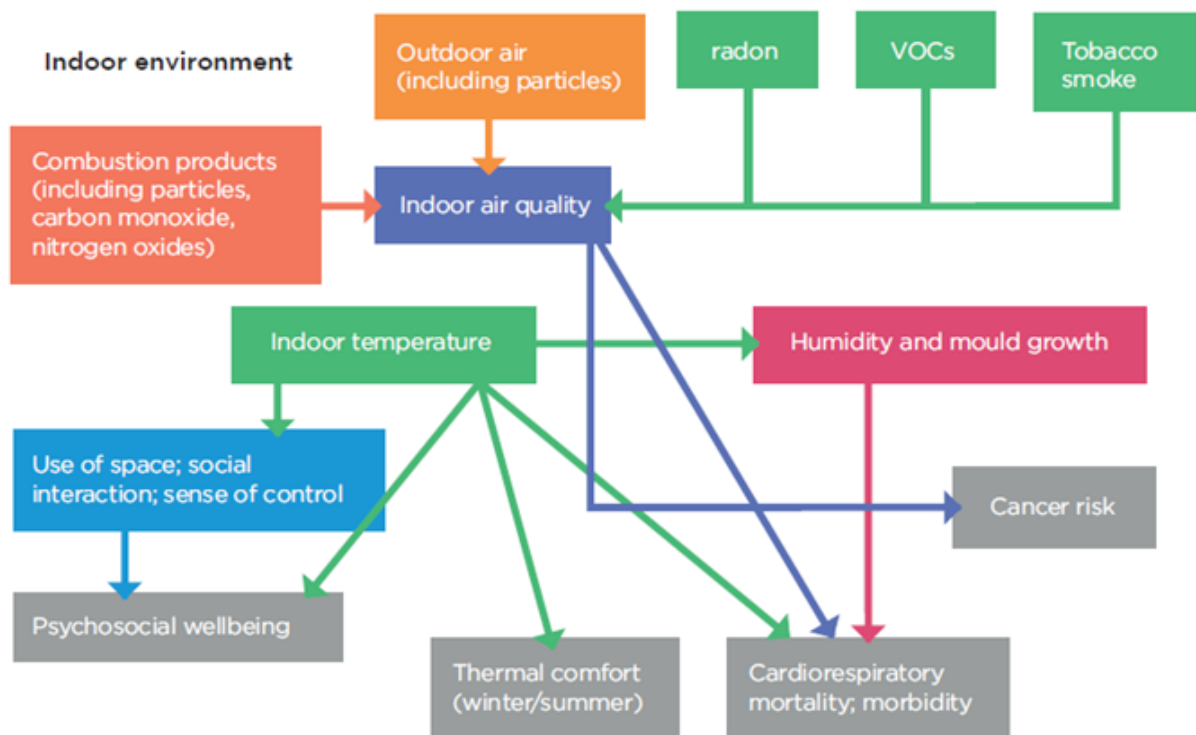 Indoor environment
Outdoor air
(including particles)
radon
VOCs
Tobacco
smoke
Combustion products
(including particles,
carbon monoxide,
nitrogen oxides)
Indoor air quality
Indoor temperature
Humidity and mould growth
Use of space; social
interaction; sense of control
Cancer risk
Psychosocial wellbeing
Thermal comfort
(winter/summer)
Cardiorespiratory
mortality; morbidity